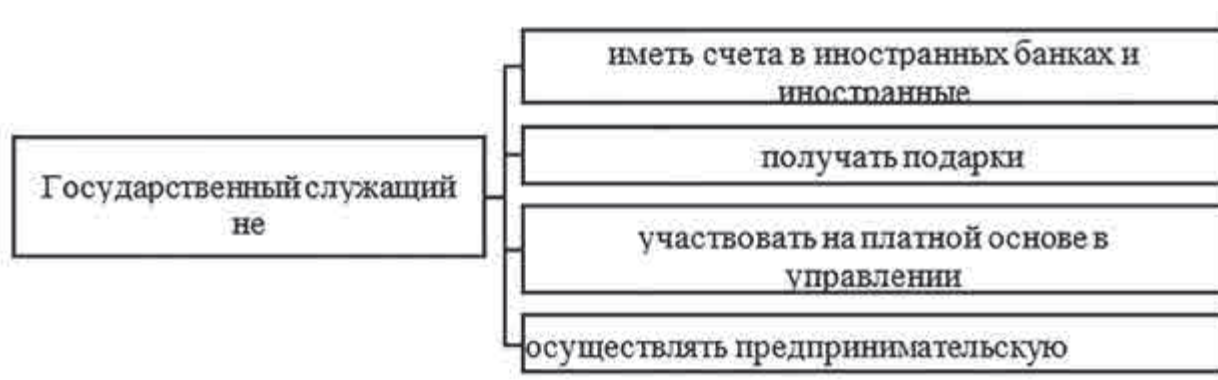 Государственный служащий
не
иметь счета в иностранных банках и
иностранные
получать подарки
участвовать на платной основе в
управлении
осуществлять предпринимательскую